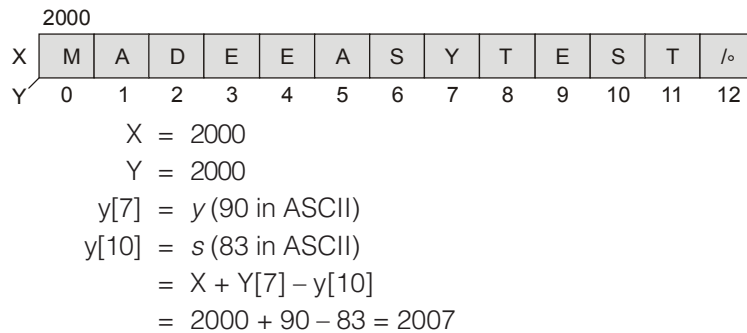 2000
X M A D E E A S Y T E S T /∘
Y 0 1 2 3 4 5 6 7 8 9 10 11 12
X = 2000
Y = 2000
y[7] = y (90 in ASCII)
y[10] = s (83 in ASCII)
= X + Y[7] – y[10]
= 2000 + 90 – 83 = 2007